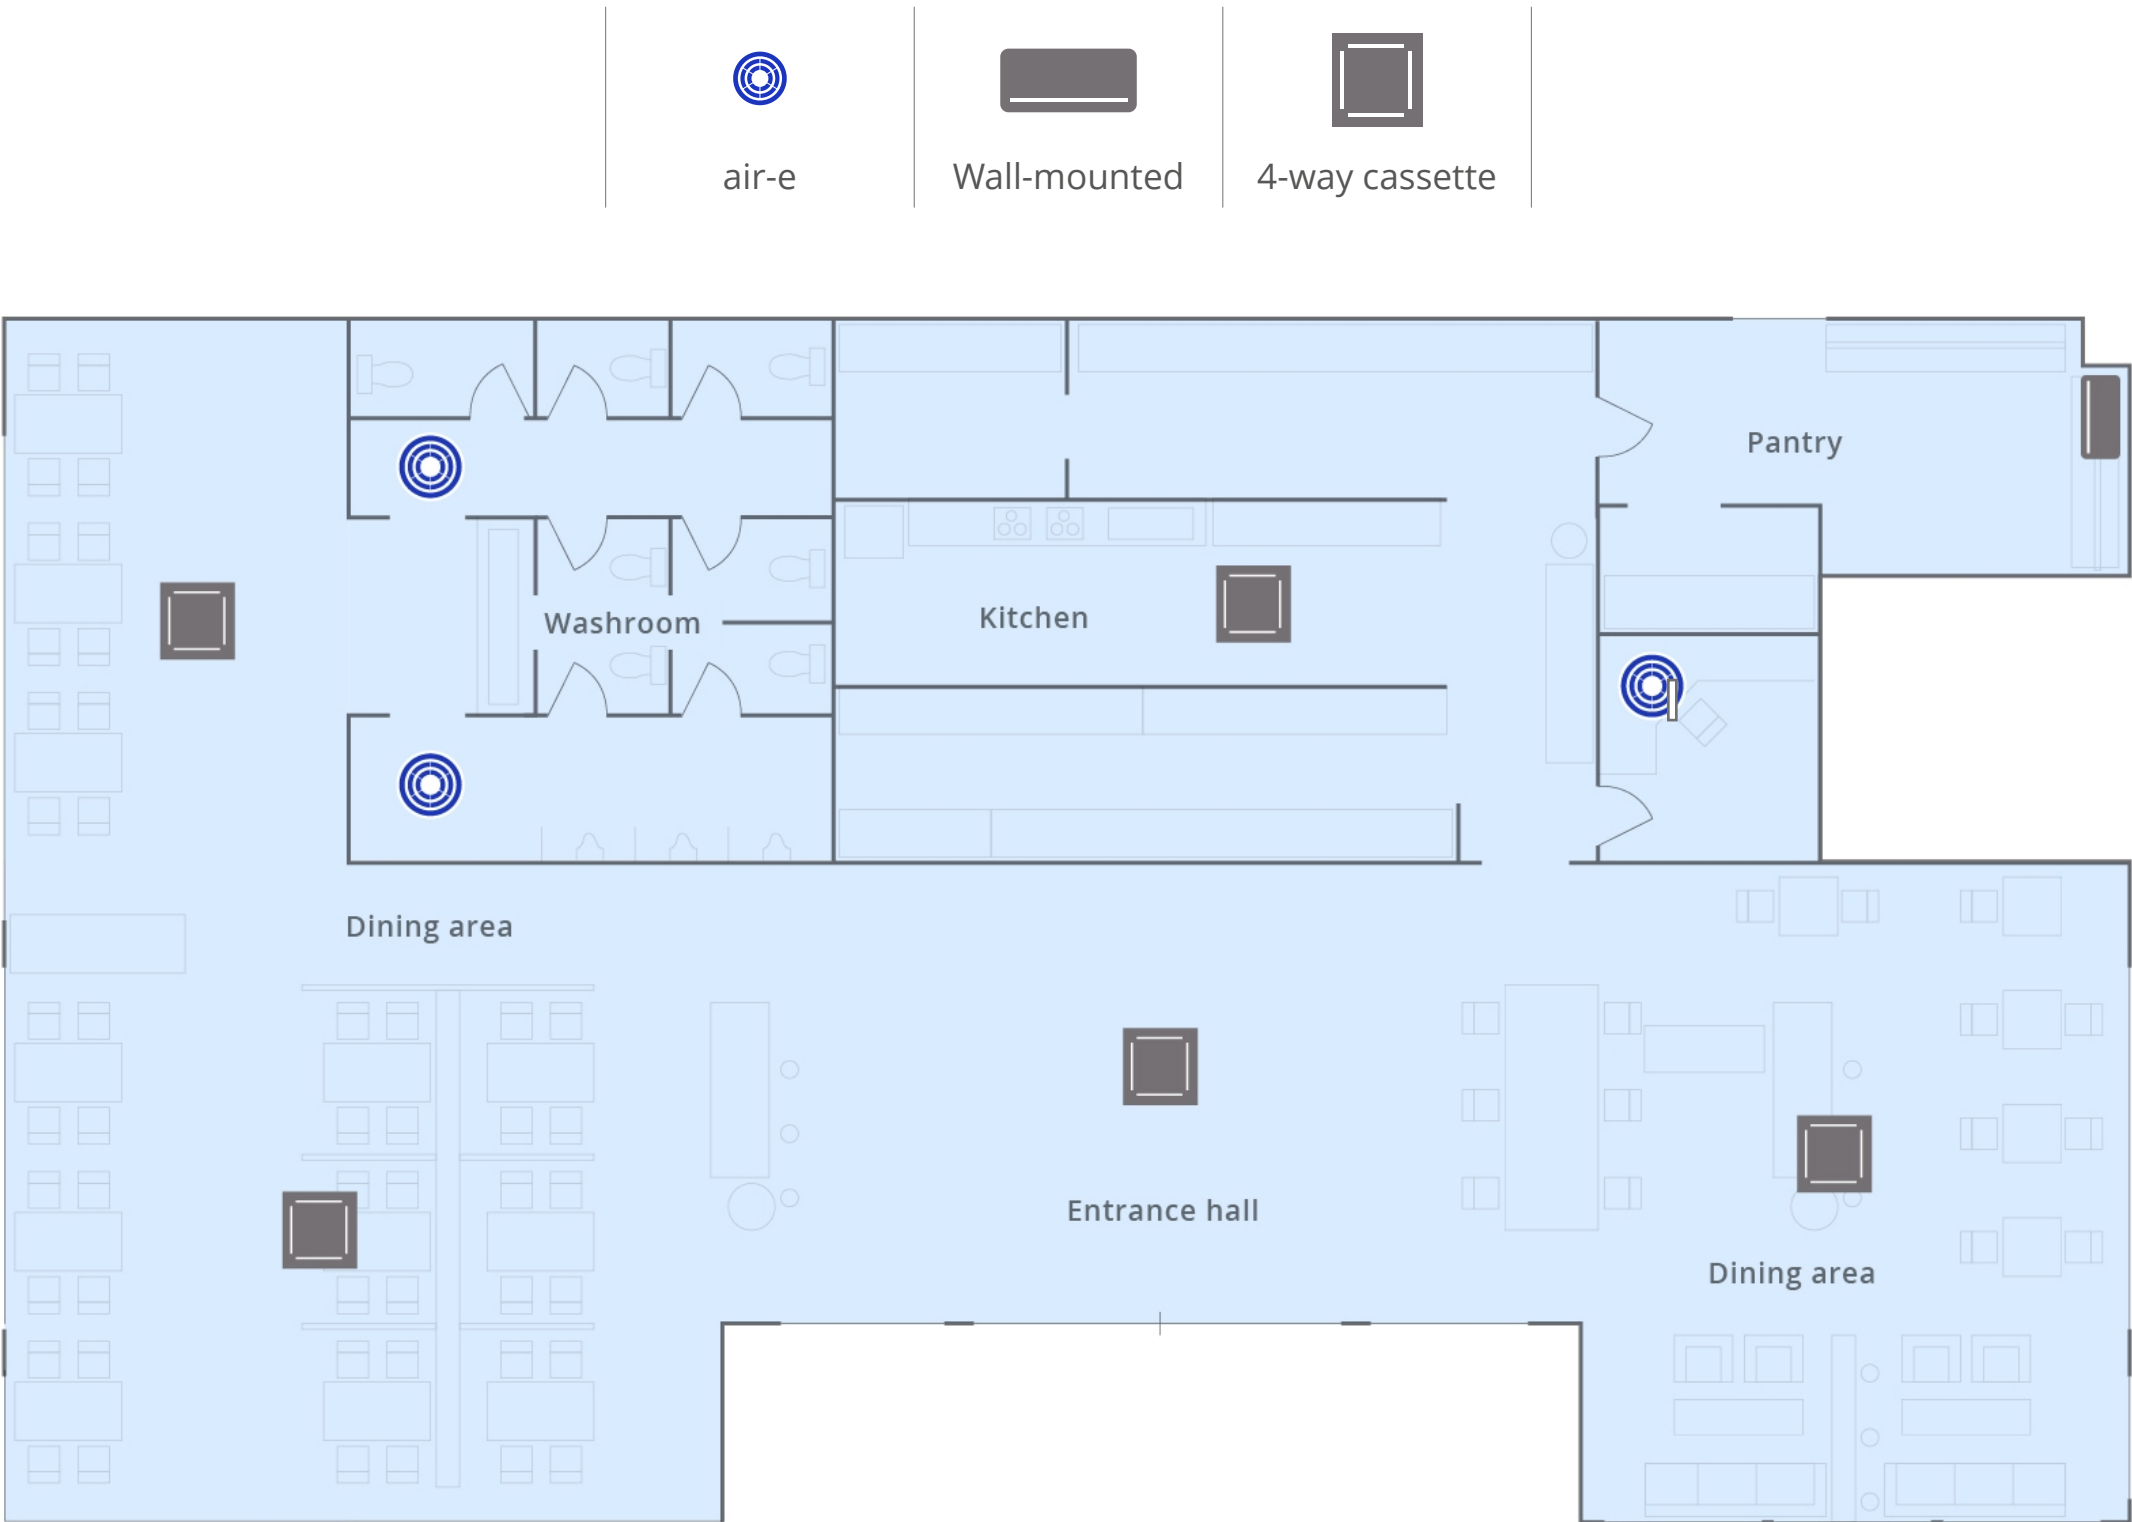 air-e
Wall-mounted
4-way cassette
Pantry
Washroom
Kitchen
Dining area
Entrance hall
Dining area